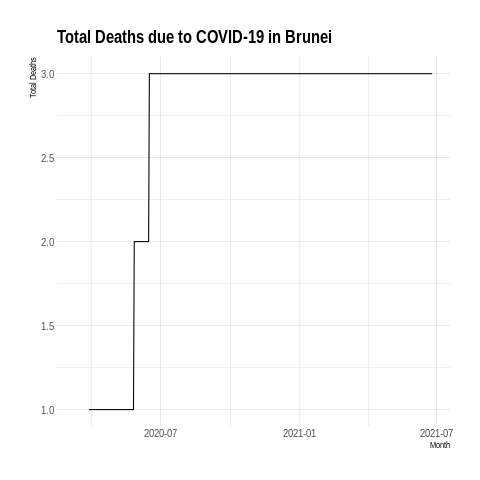 Total Deaths due to COVID-19 in Brunei
Total Deaths
3.0
2.5
2.0
1.5
1.0
2020-07
2021-01
2021-07
Month